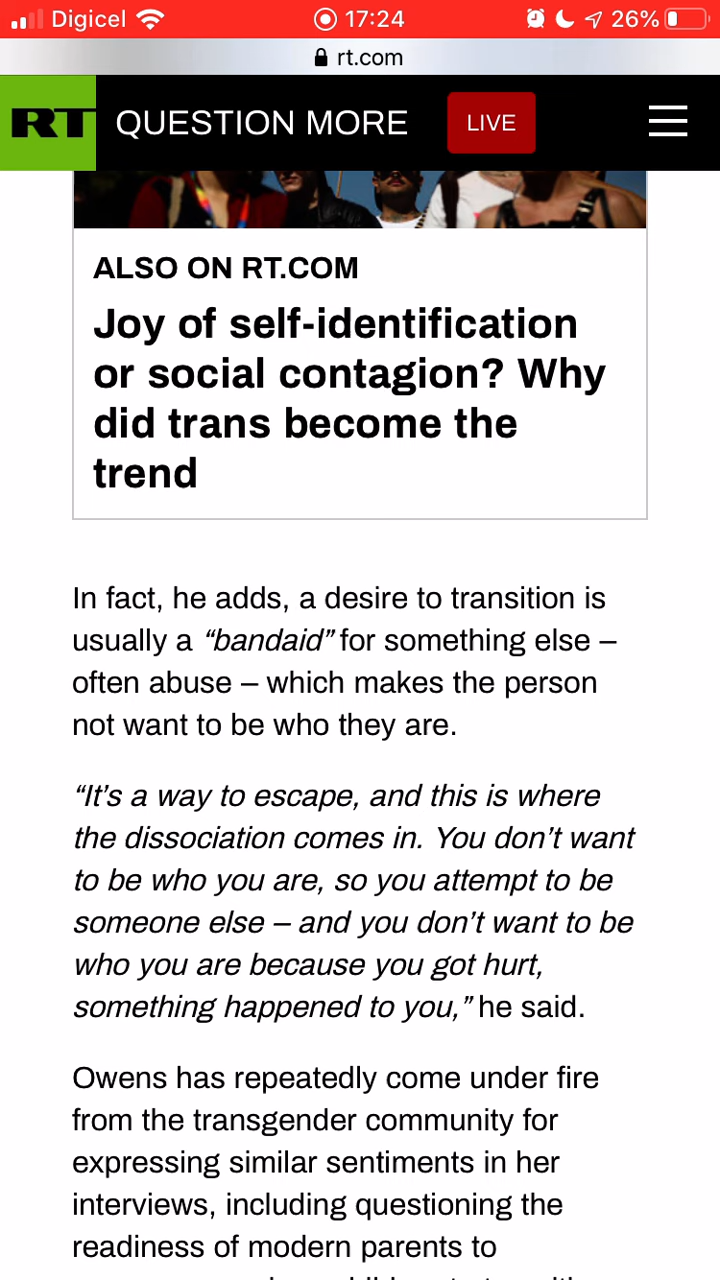 Digicel 17:24 26%
rt.com
RT QUESTION MORE LIVE
ALSO ON RT.COM
Joy of self-identification
or social contagion? Why
did trans become the
trend
In fact, he adds, a desire to transition is
usually a “bandaid” for something else –
often abuse – which makes the person
not want to be who they are.
“It’s a way to escape, and this is where
the dissociation comes in. You don’t want
to be who you are, so you attempt to be
someone else – and you don’t want to be
who you are because you got hurt,
something happened to you,” he said.
Owens has repeatedly come under fire
from the transgender community for
expressing similar sentiments in her
interviews, including questioning the
readiness of modern parents to